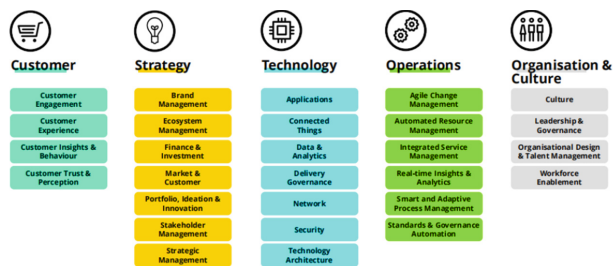 Customer
Customer
Engagement
Customer
Experience
Customer Insights &
Behaviour
Customer Trust &
Perception
Strategy
Brand
Management
Ecosystem
Management
Finance &
Investment
Market &
Customer
Portfolio, Ideation &
Innovation
Stakeholder
Management
Strategic
Management
Technology
Applications
Connected
Things
Data &
Analytics
Delivery
Governance
Network
Security
Technology
Architecture
Operations
Agile Change
Management
Automated Resource
Management
Integrated Service
Management
Real-time Insights &
Analytics
Smart and Adaptive
Process Management
Standards & Governance
Automation
Organisation &
Culture
Culture
Leadership &
Governance
Organisational Design
& Talent Management
Workforce
Enablement